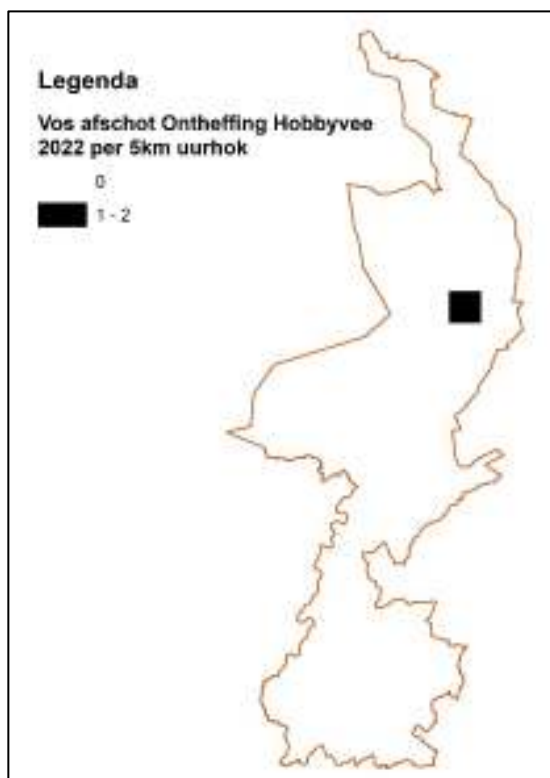 Legenda
Vos afschot Ontheffing Hobbyvee
2022 per 5km uurhok
0
1 - 2